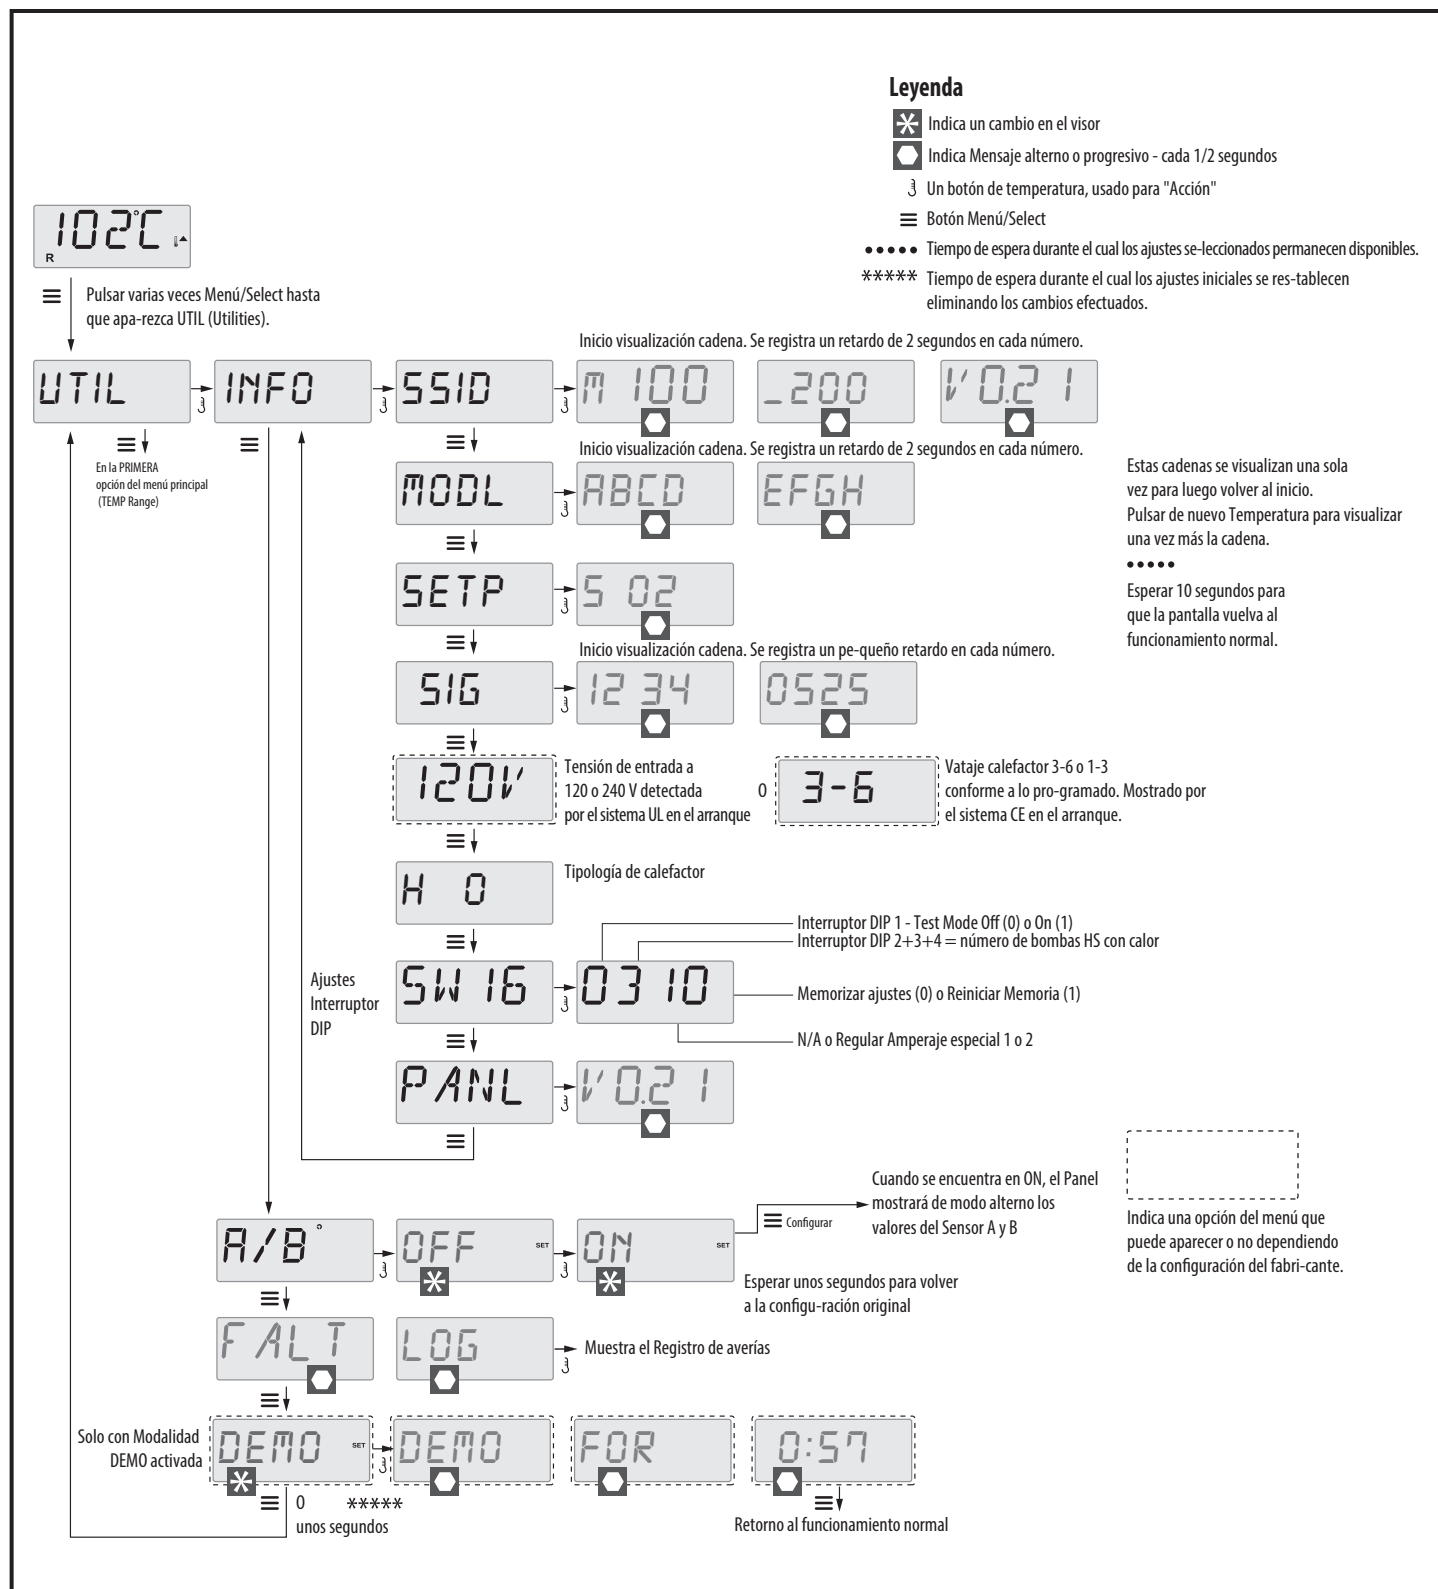 Leyenda
Indica un cambio en el visor
Indica Mensaje alterno o progresivo - cada 1/2 segundos
Un botón de temperatura, usado para "Acción"
Botón Menú/Select
••••• Tiempo de espera durante el cual los ajustes se-leccionados permanecen disponibles.
***** Tiempo de espera durante el cual los ajustes iniciales se res-tablecen
eliminando los cambios efectuados.
102°C
R
Pulsar varias veces Menú/Select hasta
que apa-rezca UTIL (Utilities).
Inicio visualización cadena. Se registra un retardo de 2 segundos en cada número.
UTIL INFO SSID M 100 _200 V 0.21
En la PRIMERA
opción del menú principal
(TEMP Range)
Inicio visualización cadena. Se registra un retardo de 2 segundos en cada número.
MODL ABCD EFGH
Estas cadenas se visualizan una sola
vez para luego volver al inicio.
Pulsar de nuevo Temperatura para visualizar
una vez más la cadena.
•••••
Esperar 10 segundos para
que la pantalla vuelva al
funcionamiento normal.
SETP S 02
Inicio visualización cadena. Se registra un pe-queño retardo en cada número.
SIG 1234 0525
120V
Tensión de entrada a
120 o 240 V detectada
por el sistema UL en el arranque
O
3-6
Vataje calefactor 3-6 o 1-3
conforme a lo pro-gramado. Mostrado por
el sistema CE en el arranque.
H 0
Tipología de calefactor
Interruptor DIP 1 - Test Mode Off (0) o On (1)
Interruptor DIP 2+3+4 = número de bombas HS con calor
Ajustes
Interruptor
DIP
SW16 0310
Memorizar ajustes (0) o Reiniciar Memoria (1)
N/A o Regular Amperaje especial 1 o 2
PANL V 0.21
Cuando se encuentra en ON, el Panel
mostrará de modo alterno los
valores del Sensor A y B
Configurar
A/B° OFF SET ON SET
Esperar unos segundos para volver
a la configu-ración original
Indica una opción del menú que
puede aparecer o no dependiendo
de la configuración del fabri-cante.
FALT LOG
Muestra el Registro de averías
Solo con Modalidad
DEMO activada
DEMO SET DEMO FOR 0:57
O *****
unos segundos
Retorno al funcionamiento normal